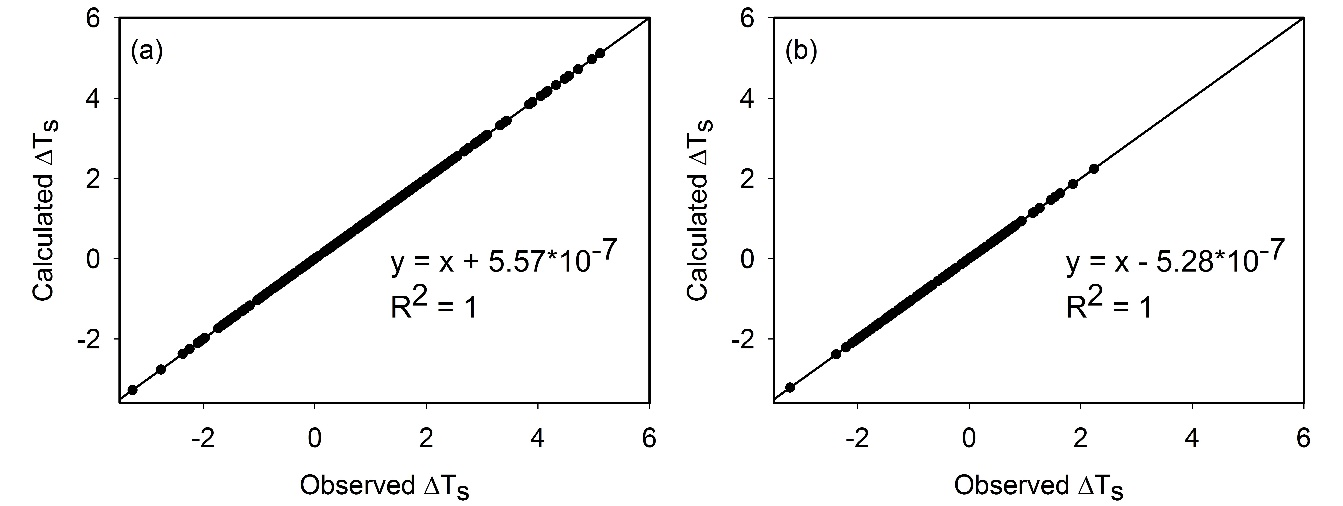 (a)
6
4
2
0
-2
Calculated ΔTs
y = x + 5.57*10-7
R2 = 1
-2 0 2 4 6
Observed ΔTs
(b)
6
4
2
0
-2
Calculated ΔTs
y = x - 5.28*10-7
R2 = 1
-2 0 2 4 6
Observed ΔTs